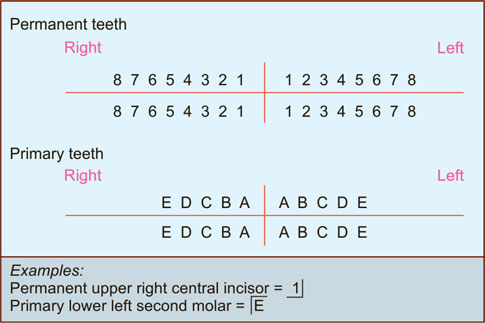 Permanent teeth
Right Left
8 7 6 5 4 3 2 1 1 2 3 4 5 6 7 8
8 7 6 5 4 3 2 1 1 2 3 4 5 6 7 8
Primary teeth
Right Left
E D C B A A B C D E
E D C B A A B C D E
Examples:
Permanent upper right central incisor = 1
Primary lower left second molar = E